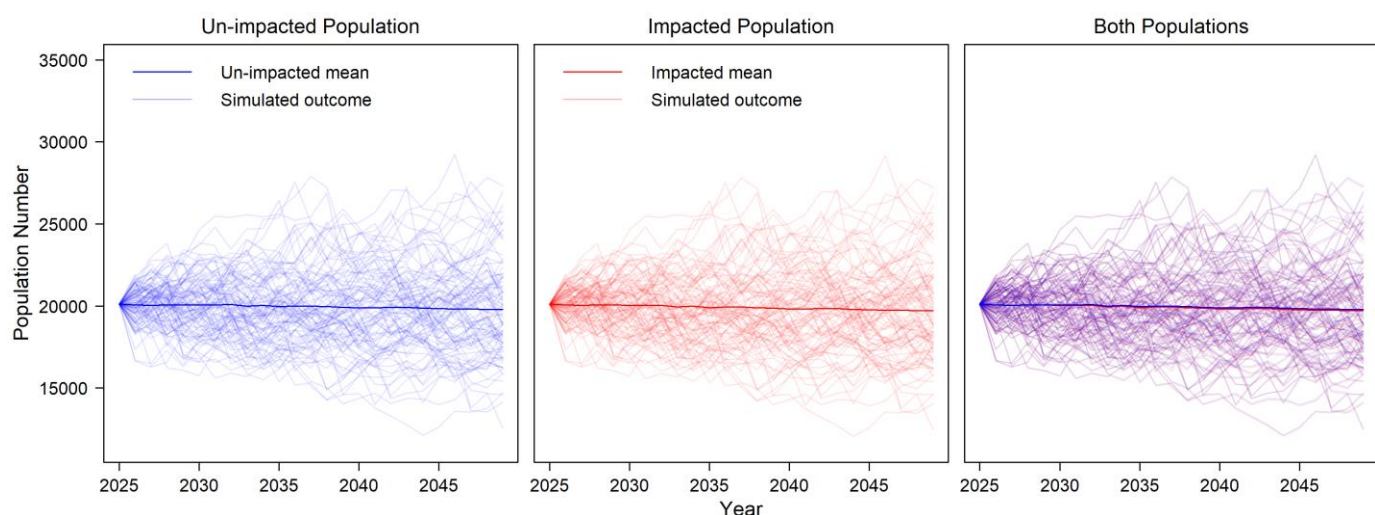 Un-impacted Population
Impacted Population
Both Populations
Population Number
35000
30000
25000
20000
15000
Un-impacted mean
Simulated outcome
Impacted mean
Simulated outcome
2025 2030 2035 2040 2045
2025 2030 2035 2040 2045
2025 2030 2035 2040 2045
Year